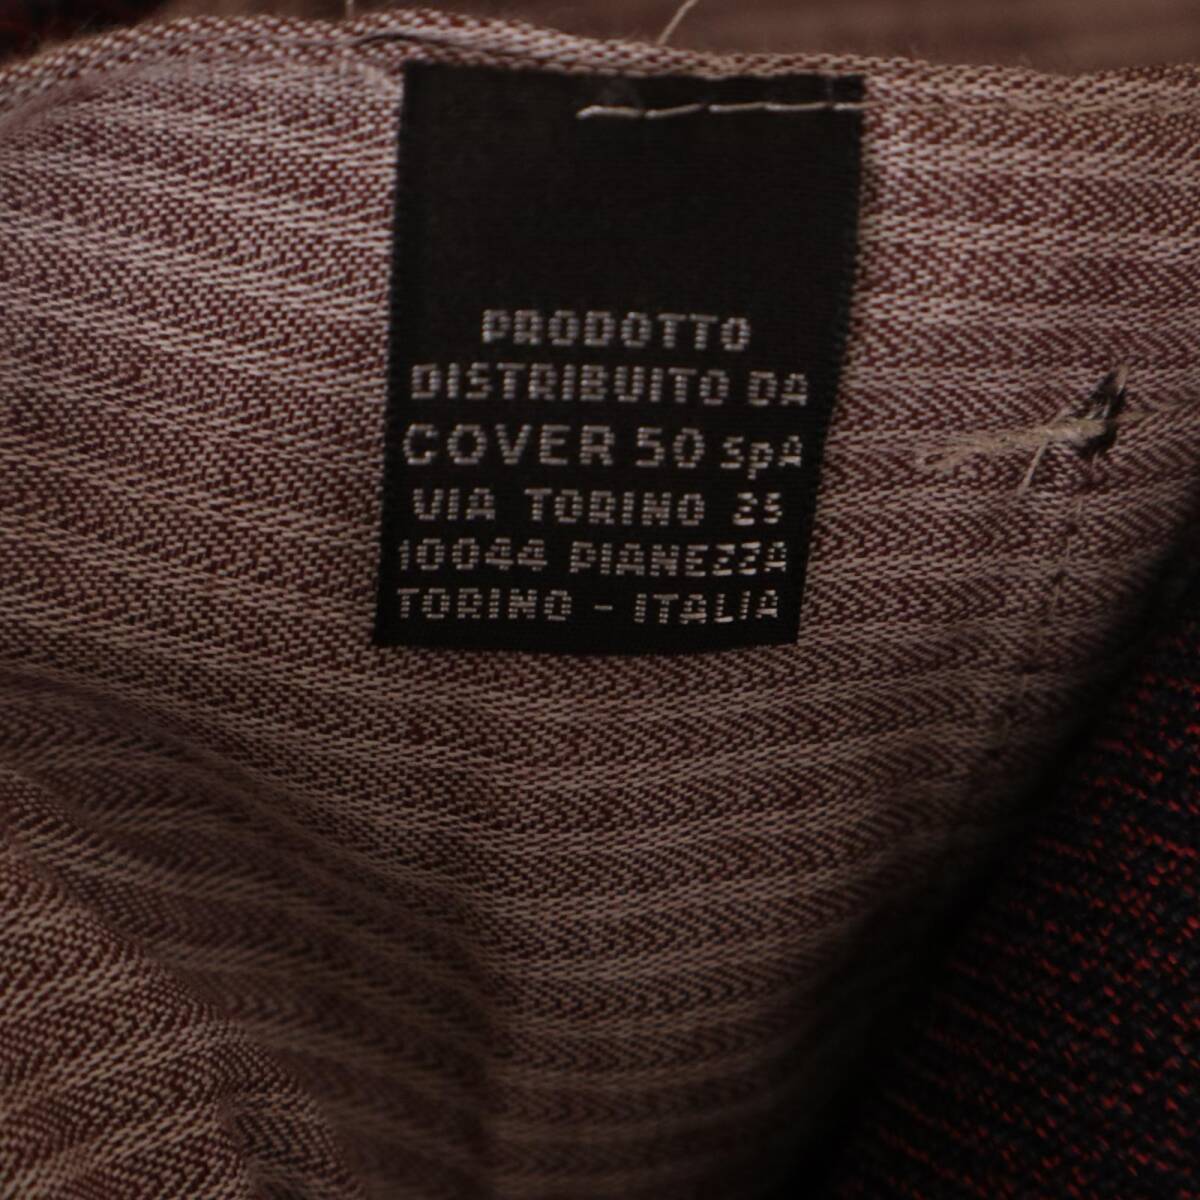 PRODOTTO
DISTRIBUITO DA
COVER 50 SpA
VIA TORINO 25
10044 PIANEZZA
TORINO - ITALIA